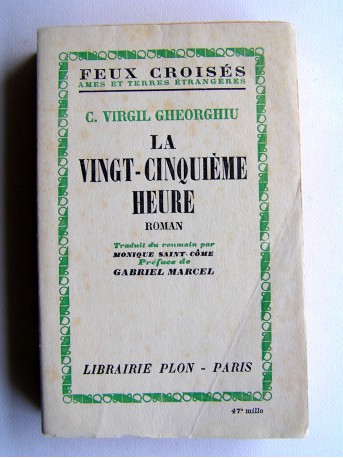 FEUX CROISÉS
AMES ET TERRES ÉTRANGÈRES
C. VIRGIL GHEORGHIU
LA
VINGT-CINQUIÈME
HEURE
ROMAN
Traduit du roumain par
MONIQUE SAINT-CÔME
Préface de
GABRIEL MARCEL
LIBRAIRIE PLON - PARIS
47e mille